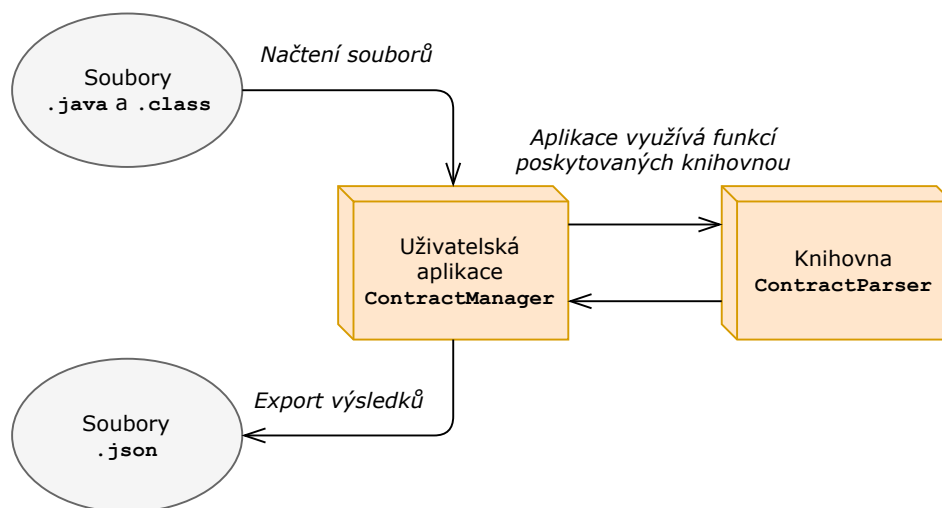 Soubory
.java a .class
Načtení souborů
Aplikace využívá funkcí
poskytovaných knihovnou
Uživatelská
aplikace
ContractManager
Knihovna
ContractParser
Export výsledků
Soubory
.json